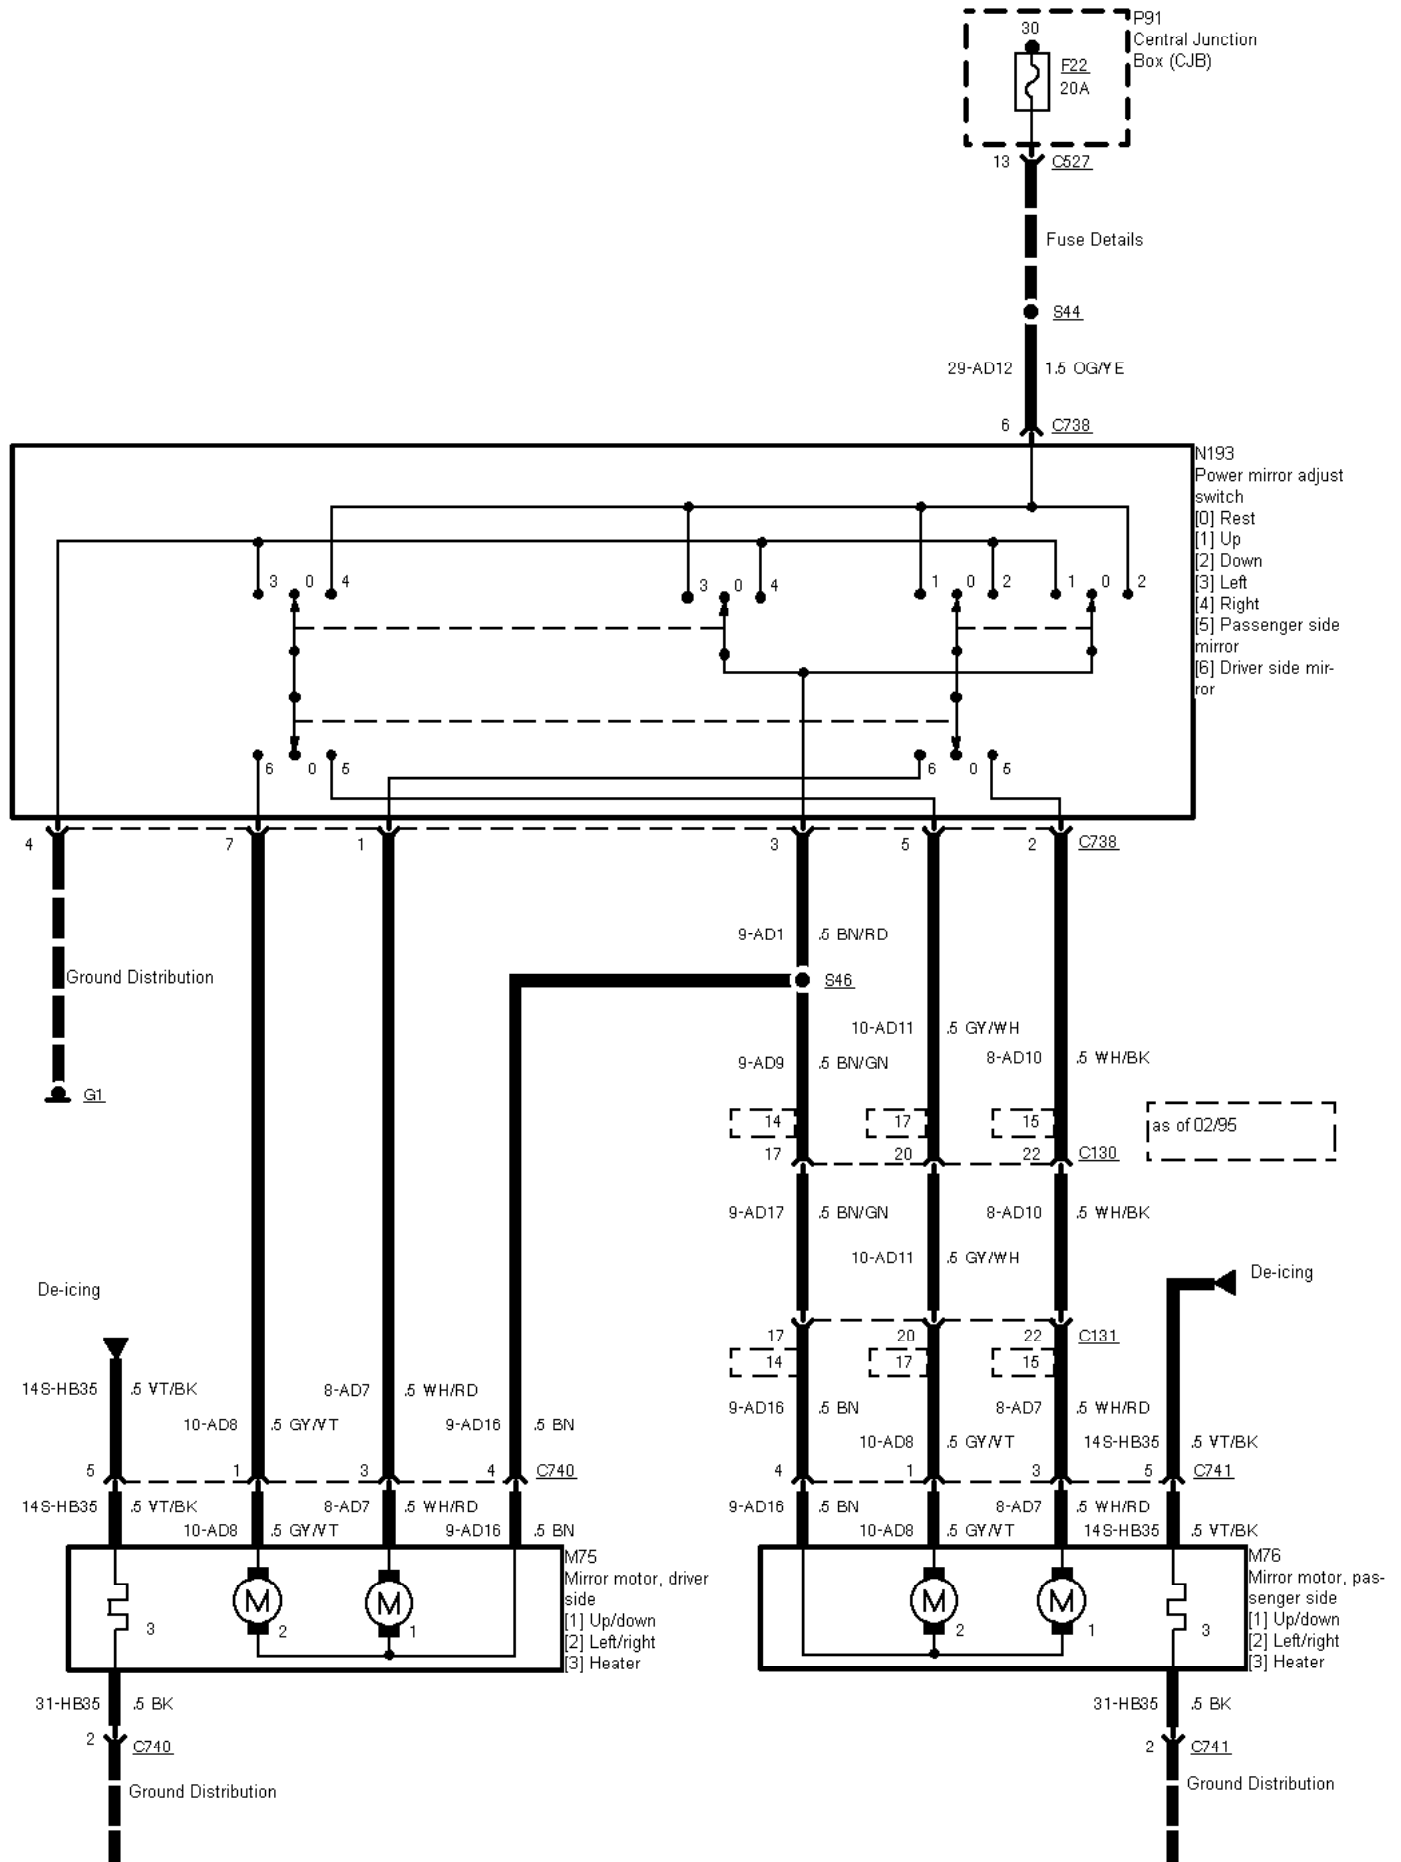 P91
30
Central Junction
Box (CJB)
F22
20A
13 C527
Fuse Details
S44
29-AD12 1.5 OG/YE
6 C738
N193
Power mirror adjust
switch
[0] Rest
[1] Up
[2] Down
[3] Left
[4] Right
[5] Passenger side
mirror
[6] Driver side mir-
ror
3 0 4 3 0 4 1 0 2 1 0 2
6 0 5 6 0 5
4 7 1 3 5 2 C738
9-AD1 .5 BN/RD
Ground Distribution
S46
10-AD11 .5 GY/WH
9-AD9 .5 BN/GN 8-AD10 .5 WH/BK
G1
14 17 15 as of 02/95
17 20 22 C130
9-AD17 .5 BN/GN 8-AD10 .5 WH/BK
10-AD11 .5 GY/WH
De-icing De-icing
17 20 22 C131
14 17 15
14S-HB35 .5 VT/BK 8-AD7 .5 WH/RD
9-AD16 .5 BN 8-AD7 .5 WH/RD
10-AD8 .5 GY/VT 9-AD16 .5 BN
10-AD8 .5 GY/VT 14S-HB35 .5 VT/BK
5 1 3 4 C740 4 1 3 5 C741
14S-HB35 .5 VT/BK 8-AD7 .5 WH/RD 9-AD16 .5 BN 8-AD7 .5 WH/RD
10-AD8 .5 GY/VT 9-AD16 .5 BN 10-AD8 .5 GY/VT 14S-HB35 .5 VT/BK
M75
Mirror motor, driver
side
[1] Up/down
[2] Left/right
[3] Heater
3 M 2 M 1
M76
Mirror motor, pas-
senger side
[1] Up/down
[2] Left/right
[3] Heater
M 2 M 1 3
31-HB35 .5 BK 31-HB35 .5 BK
2 C740 2 C741
Ground Distribution Ground Distribution